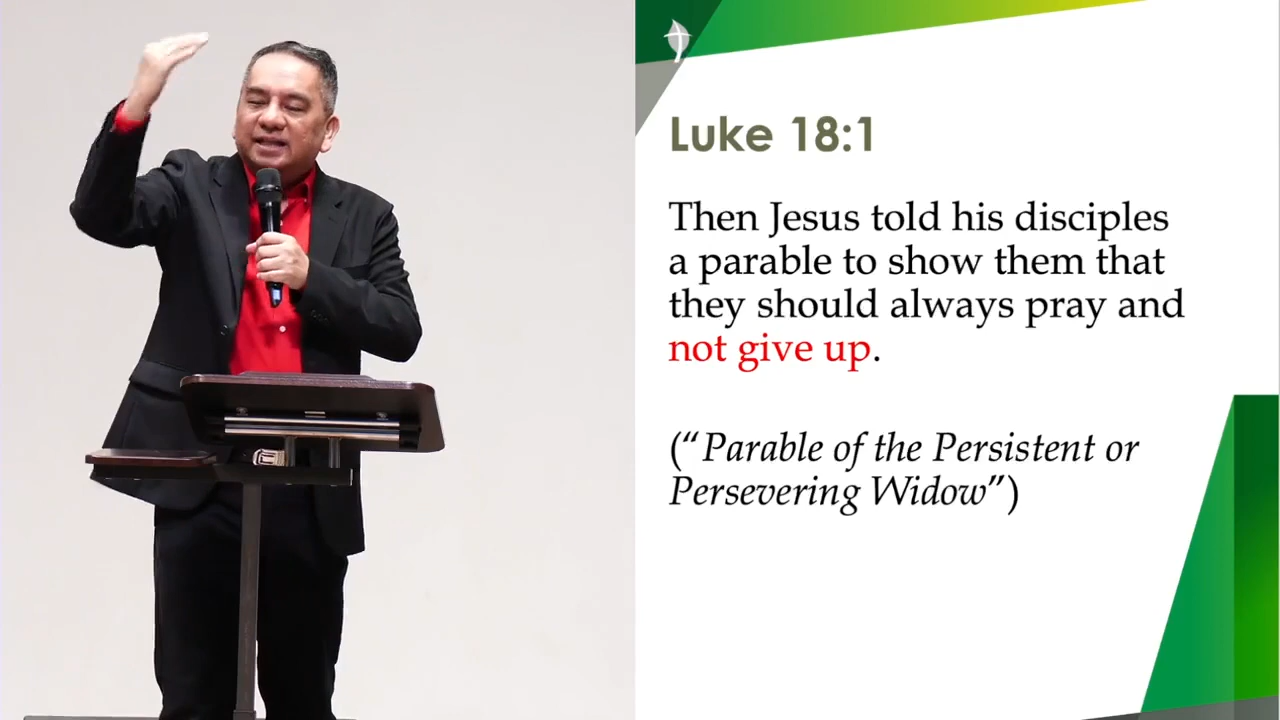 Luke 18:1
Then Jesus told his disciples
a parable to show them that
they should always pray and
not give up.
(“Parable of the Persistent or
Persevering Widow”)